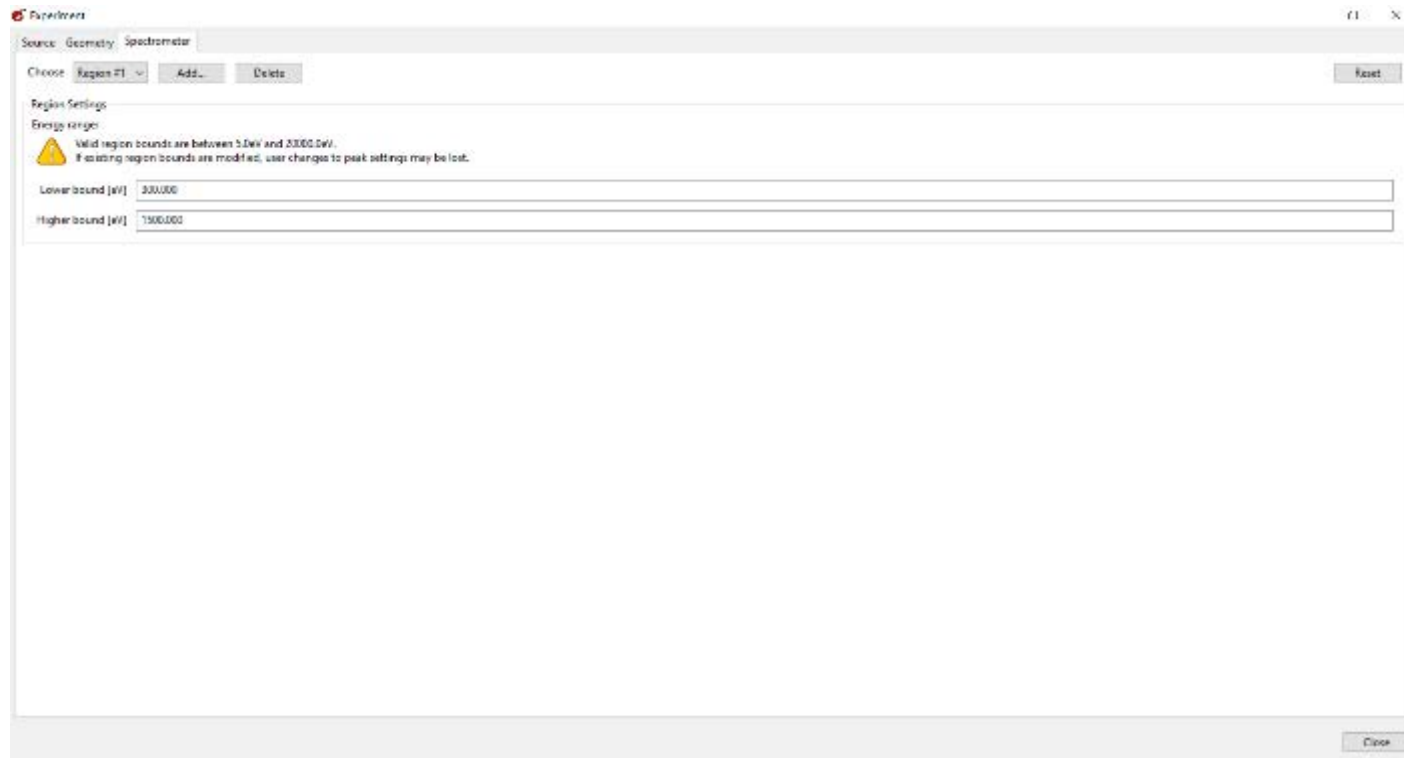 Experiment
Source Geometry Spectrometer
Choose Region #1 Add... Delete Reset
Region Settings
Energy range:
Valid region bounds are between 5.0eV and 20000.0eV.
If existing region bounds are modified, user changes to peak settings may be lost.
Lower bound [eV] 300.000
Higher bound [eV] 1500.000
Close